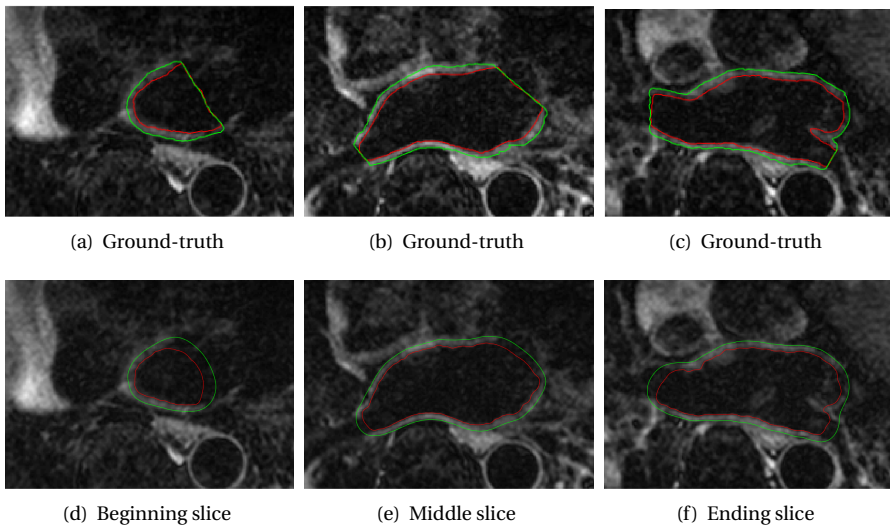 (a) Ground-truth
(b) Ground-truth
(c) Ground-truth
(d) Beginning slice
(e) Middle slice
(f) Ending slice